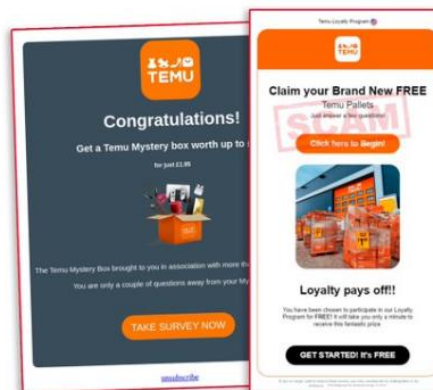 TEMU
Congratulations!
Get a Temu Mystery box worth up to
for just £1.95
The Temu Mystery Box brought to you in association with more tha
You are only a couple of questions away from your My
TAKE SURVEY NOW
unsubscribe
Temu Loyalty Program
TEMU
Claim your Brand New FREE
Temu Pallets
Just answer a few questions!
SCAM
Click here to Begin!
Loyalty pays off!!
You have been chosen to participate in our Loyalty
Program for FREE! It will take you only a minute to
receive this fantastic prize.
GET STARTED! It's FREE